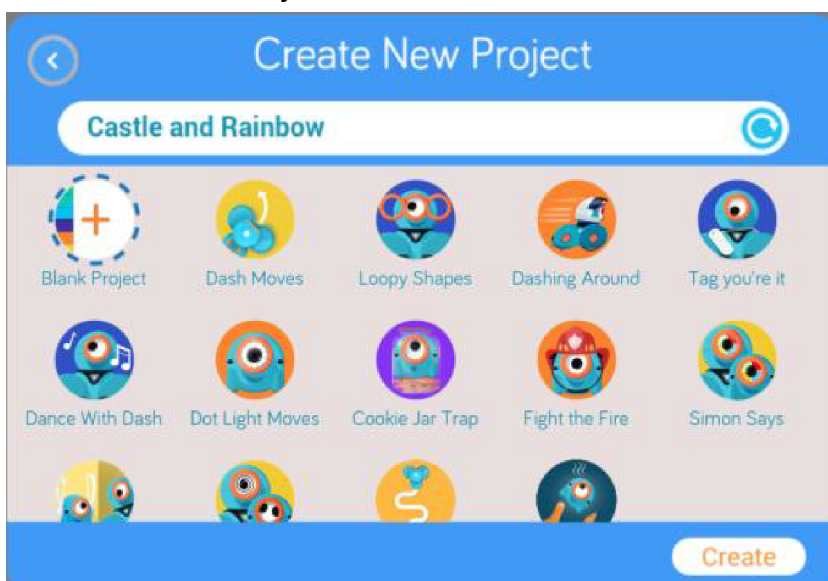 Create New Project
Castle and Rainbow
Blank Project Dash Moves Loopy Shapes Dashing Around Tag you're it
Dance With Dash Dot Light Moves Cookie Jar Trap Fight the Fire Simon Says
Create